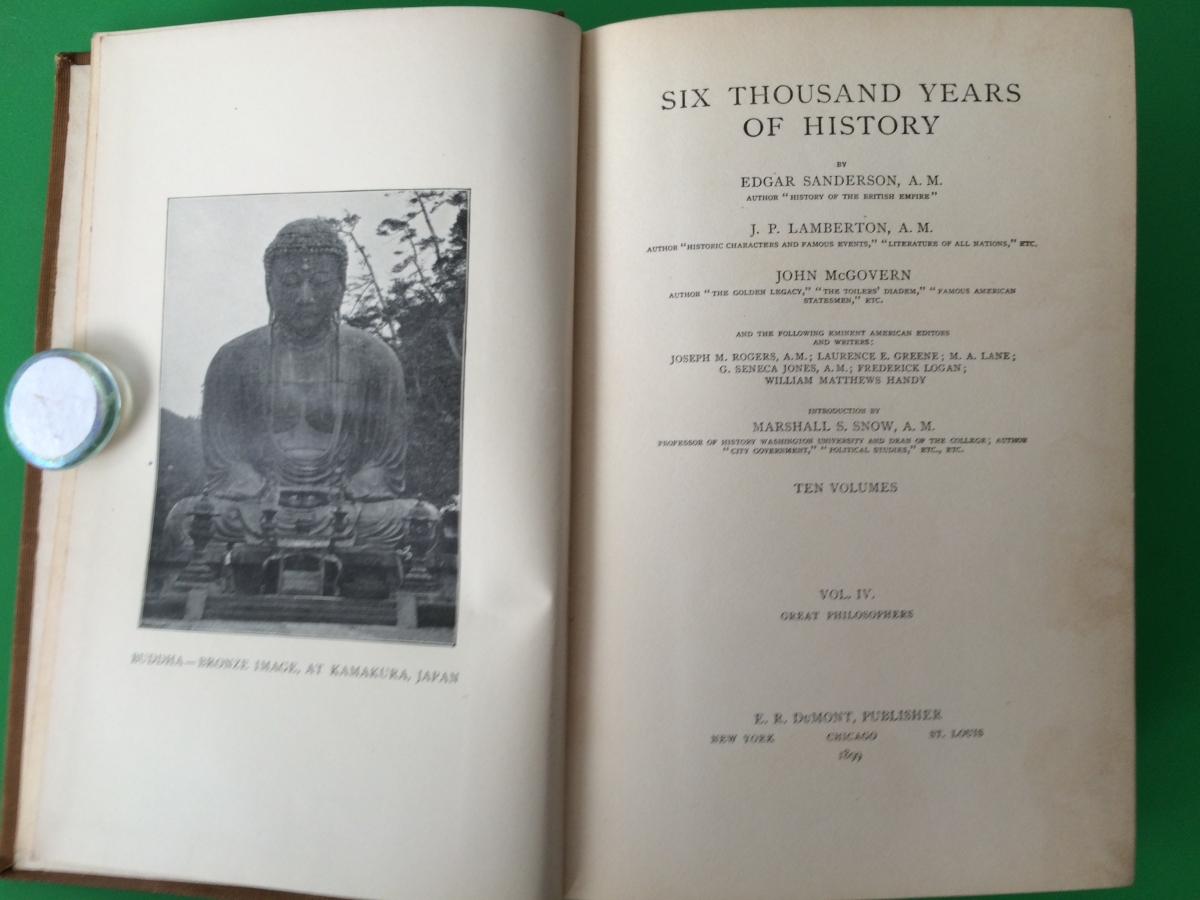 BUDDHA—BRONZE IMAGE, AT KAMAKURA, JAPAN
SIX THOUSAND YEARS
OF HISTORY
BY
EDGAR SANDERSON, A. M.
AUTHOR "HISTORY OF THE BRITISH EMPIRE"
J. P. LAMBERTON, A. M.
AUTHOR "HISTORIC CHARACTERS AND FAMOUS EVENTS," "LITERATURE OF ALL NATIONS," ETC.
JOHN McGOVERN
AUTHOR "THE GOLDEN LEGACY," "THE TOILERS' DIADEM," "FAMOUS AMERICAN
STATESMEN," ETC.
AND THE FOLLOWING EMINENT AMERICAN EDITORS
AND WRITERS:
JOSEPH M. ROGERS, A.M.; LAURENCE E. GREENE; M. A. LANE;
G. SENECA JONES, A.M.; FREDERICK LOGAN;
WILLIAM MATTHEWS HANDY
INTRODUCTION BY
MARSHALL S. SNOW, A. M.
PROFESSOR OF HISTORY WASHINGTON UNIVERSITY AND DEAN OF THE COLLEGE; AUTHOR
"CITY GOVERNMENT," "POLITICAL STUDIES," ETC., ETC.
TEN VOLUMES
VOL. IV.
GREAT PHILOSOPHERS
E. R. DuMONT, PUBLISHER
NEW YORK CHICAGO ST. LOUIS
1899